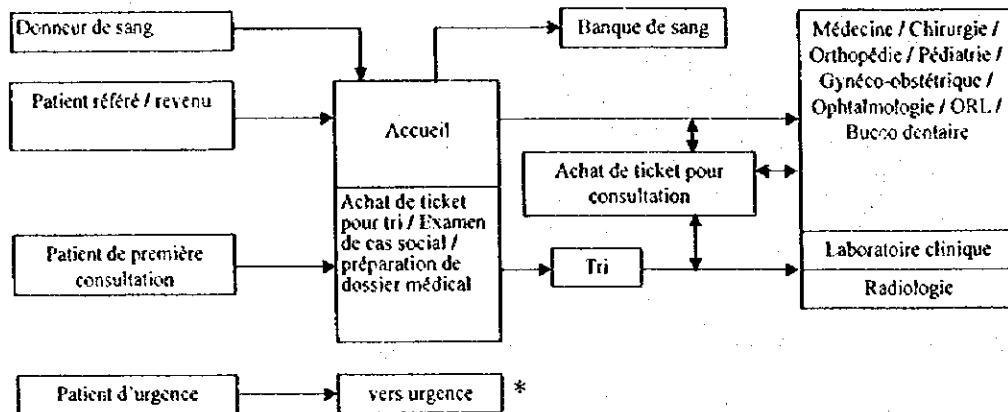 Donneur de sang
Banque de sang
Médecine / Chirurgie /
Orthopédie / Pédiatrie /
Gynéco-obstétrique /
Ophtalmologie / ORL /
Bucco dentaire
Patient référé / revenu
Accueil
Achat de ticket pour
consultation
Achat de ticket
pour tri / Examen
de cas social /
préparation de
dossier médical
Patient de première
consultation
Tri
Laboratoire clinique
Radiologie
Patient d'urgence
vers urgence *